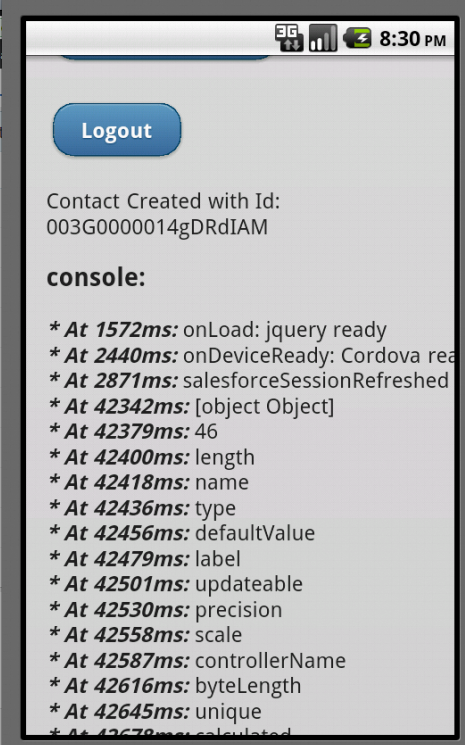 3G 8:30 PM
Logout
Contact Created with Id:
003G0000014gDRdIAM
console:
* At 1572ms: onLoad: jquery ready
* At 2440ms: onDeviceReady: Cordova rea
* At 2871ms: salesforceSessionRefreshed
* At 42342ms: [object Object]
* At 42379ms: 46
* At 42400ms: length
* At 42418ms: name
* At 42436ms: type
* At 42456ms: defaultValue
* At 42479ms: label
* At 42501ms: updateable
* At 42530ms: precision
* At 42558ms: scale
* At 42587ms: controllerName
* At 42616ms: byteLength
* At 42645ms: unique
* At 42678ms: calculated